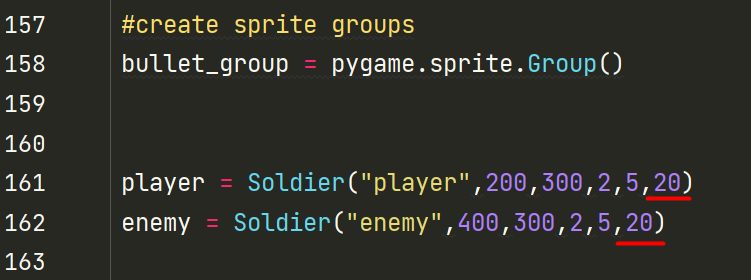 157 #create sprite groups
158 bullet_group = pygame.sprite.Group()
159
160
161 player = Soldier("player",200,300,2,5,20)
162 enemy = Soldier("enemy",400,300,2,5,20)
163